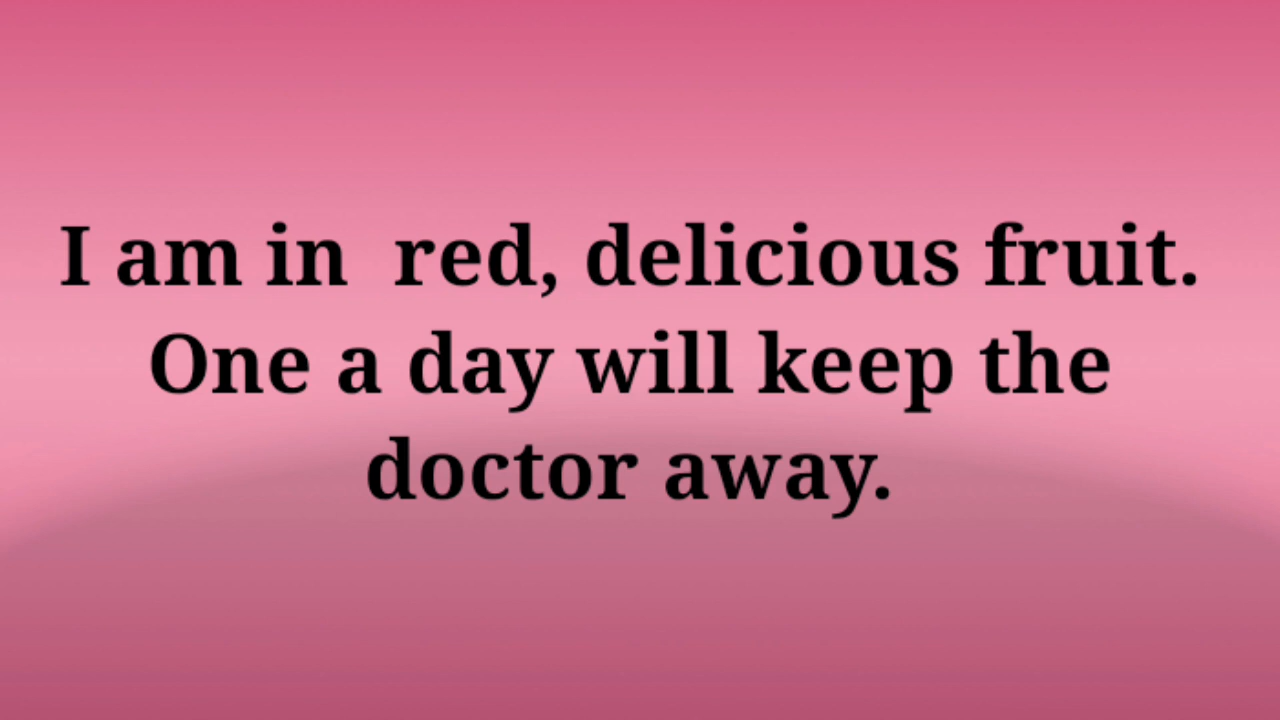 I am in  red, delicious fruit.
One a day will keep the
doctor away.